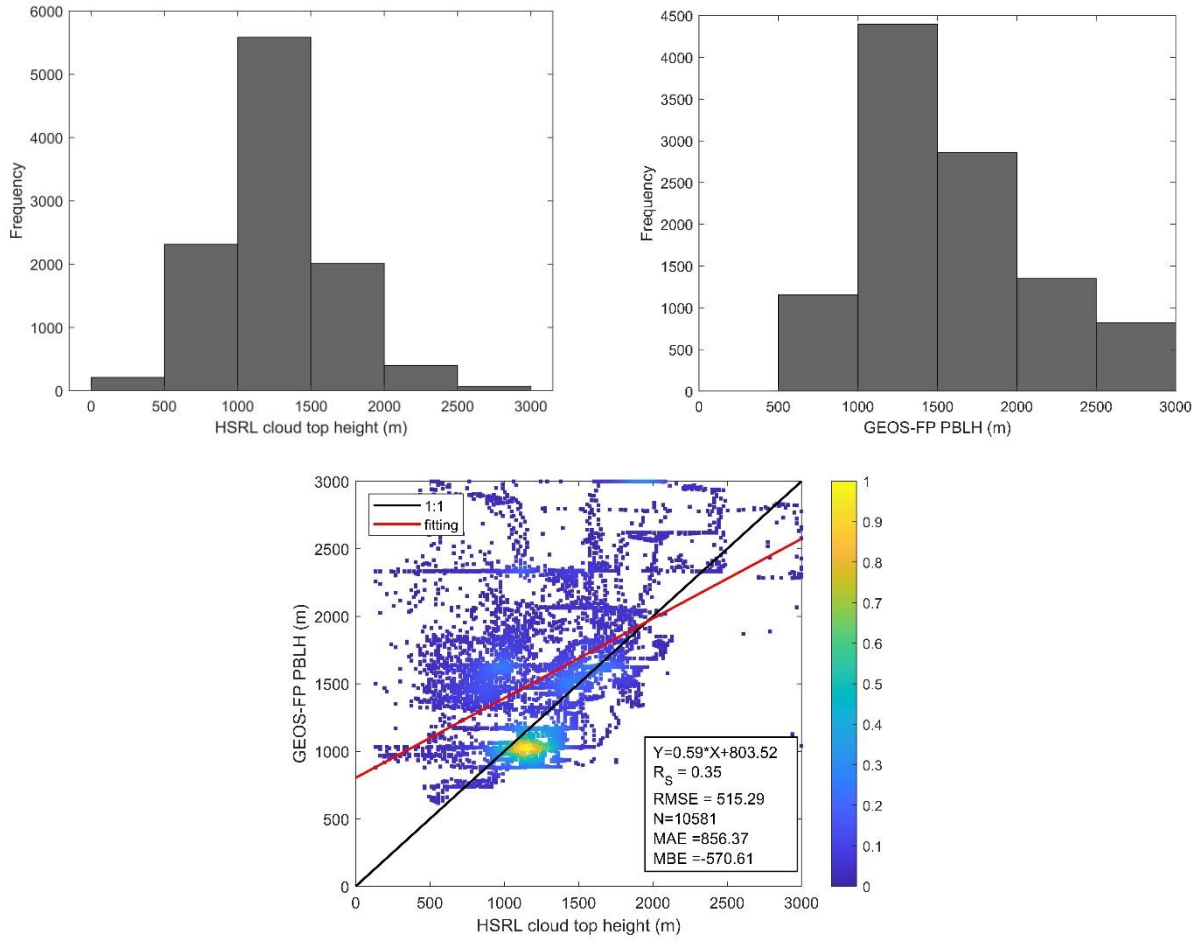 6000
5000
4000
3000
2000
1000
0
Frequency
0 500 1000 1500 2000 2500 3000
HSRL cloud top height (m)
4500
4000
3500
3000
2500
2000
1500
1000
500
0
Frequency
0 500 1000 1500 2000 2500 3000
GEOS-FP PBLH (m)
3000
2500
2000
1500
1000
500
0
GEOS-FP PBLH (m)
1:1
fitting
Y=0.59*X+803.52
R_S = 0.35
RMSE = 515.29
N=10581
MAE =856.37
MBE =-570.61
0 500 1000 1500 2000 2500 3000
HSRL cloud top height (m)
1
0.9
0.8
0.7
0.6
0.5
0.4
0.3
0.2
0.1
0